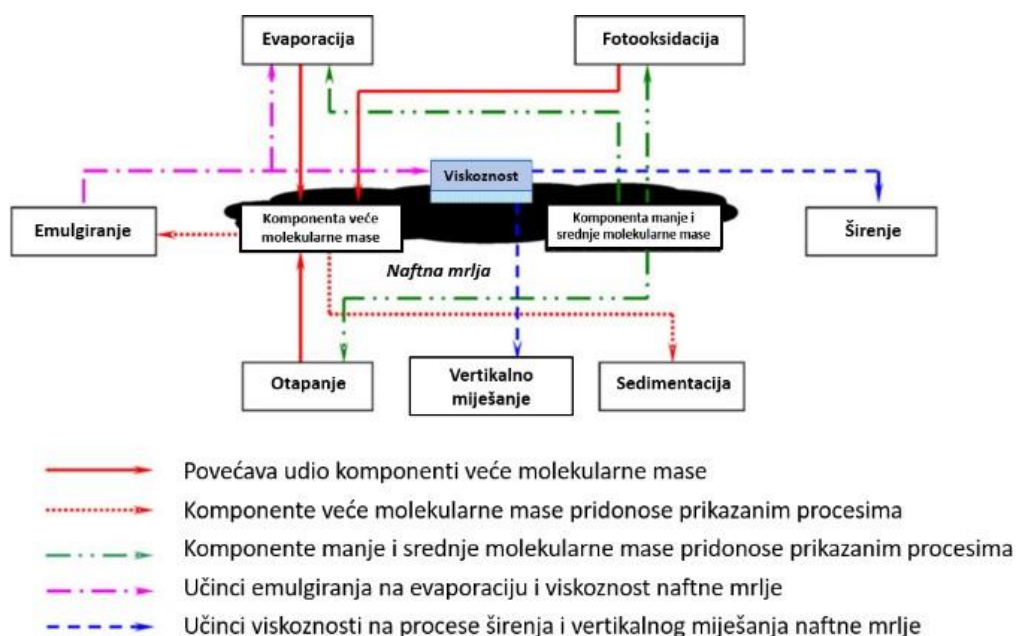 Evaporacija
Fotooksidacija
Viskoznost
Emulgiranje
Komponenta veće
molekularne mase
Komponenta manje i
srednje molekularne mase
Širenje
Naftna mrlja
Otapanje
Vertikalno
miješanje
Sedimentacija
Povećava udio komponenti veće molekularne mase
Komponente veće molekularne mase pridonose prikazanim procesima
Komponente manje i srednje molekularne mase pridonose prikazanim procesima
Učinci emulgiranja na evaporaciju i viskoznost naftne mrlje
Učinci viskoznosti na procese širenja i vertikalnog miješanja naftne mrlje